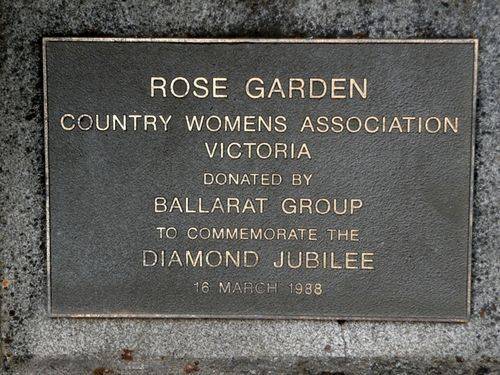 ROSE GARDEN
COUNTRY WOMENS ASSOCIATION
VICTORIA
DONATED BY
BALLARAT GROUP
TO COMMEMORATE THE
DIAMOND JUBILEE
16 MARCH 1988